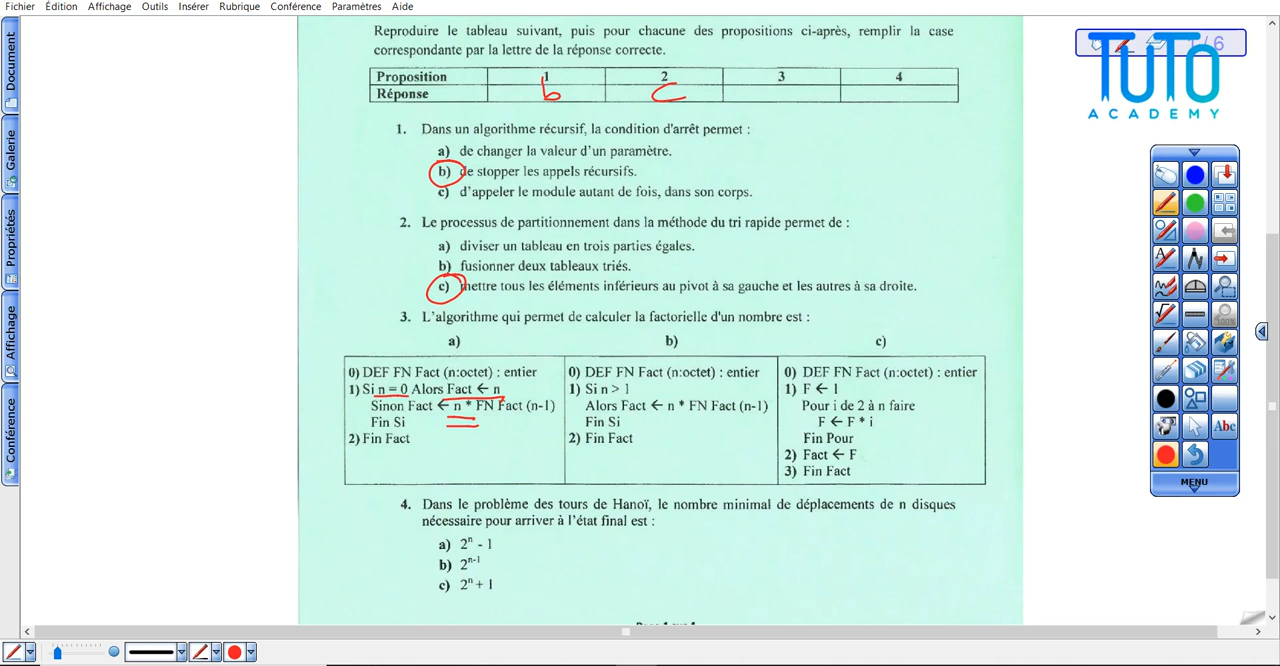 Fichier Édition Affichage Outils Insérer Rubrique Conférence Paramètres Aide
Document
Galerie
Propriétés
Affichage
Conférence
Reproduire le tableau suivant, puis pour chacune des propositions ci-après, remplir la case
correspondante par la lettre de la réponse correcte.
Proposition 1 2 3 4
Réponse b c
1. Dans un algorithme récursif, la condition d'arrêt permet :
a) de changer la valeur d'un paramètre.
b) de stopper les appels récursifs.
c) d'appeler le module autant de fois, dans son corps.
2. Le processus de partitionnement dans la méthode du tri rapide permet de :
a) diviser un tableau en trois parties égales.
b) fusionner deux tableaux triés.
c) mettre tous les éléments inférieurs au pivot à sa gauche et les autres à sa droite.
3. L'algorithme qui permet de calculer la factorielle d'un nombre est :
a) b) c)
0) DEF FN Fact (n:octet) : entier
1) Si n = 0 Alors Fact ← n
Sinon Fact ← n * FN Fact (n-1)
Fin Si
2) Fin Fact
0) DEF FN Fact (n:octet) : entier
1) Si n > 1
Alors Fact ← n * FN Fact (n-1)
Fin Si
2) Fin Fact
0) DEF FN Fact (n:octet) : entier
1) F ← 1
Pour i de 2 à n faire
F ← F * i
Fin Pour
2) Fact ← F
3) Fin Fact
4. Dans le problème des tours de Hanoï, le nombre minimal de déplacements de n disques
nécessaire pour arriver à l'état final est :
a) 2ⁿ - 1
b) 2ⁿ⁻¹
c) 2ⁿ + 1
/ 6
TUTO
ACADEMY
Abc
MENU